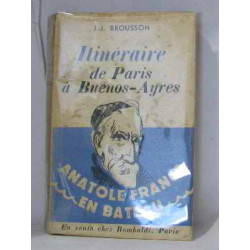 J.J. BROUSSON
Itinéraire
de Paris
à Buenos-Ayres
ANATOLE FRANCE
EN BATEAU
En vente chez Rombaldi, Paris